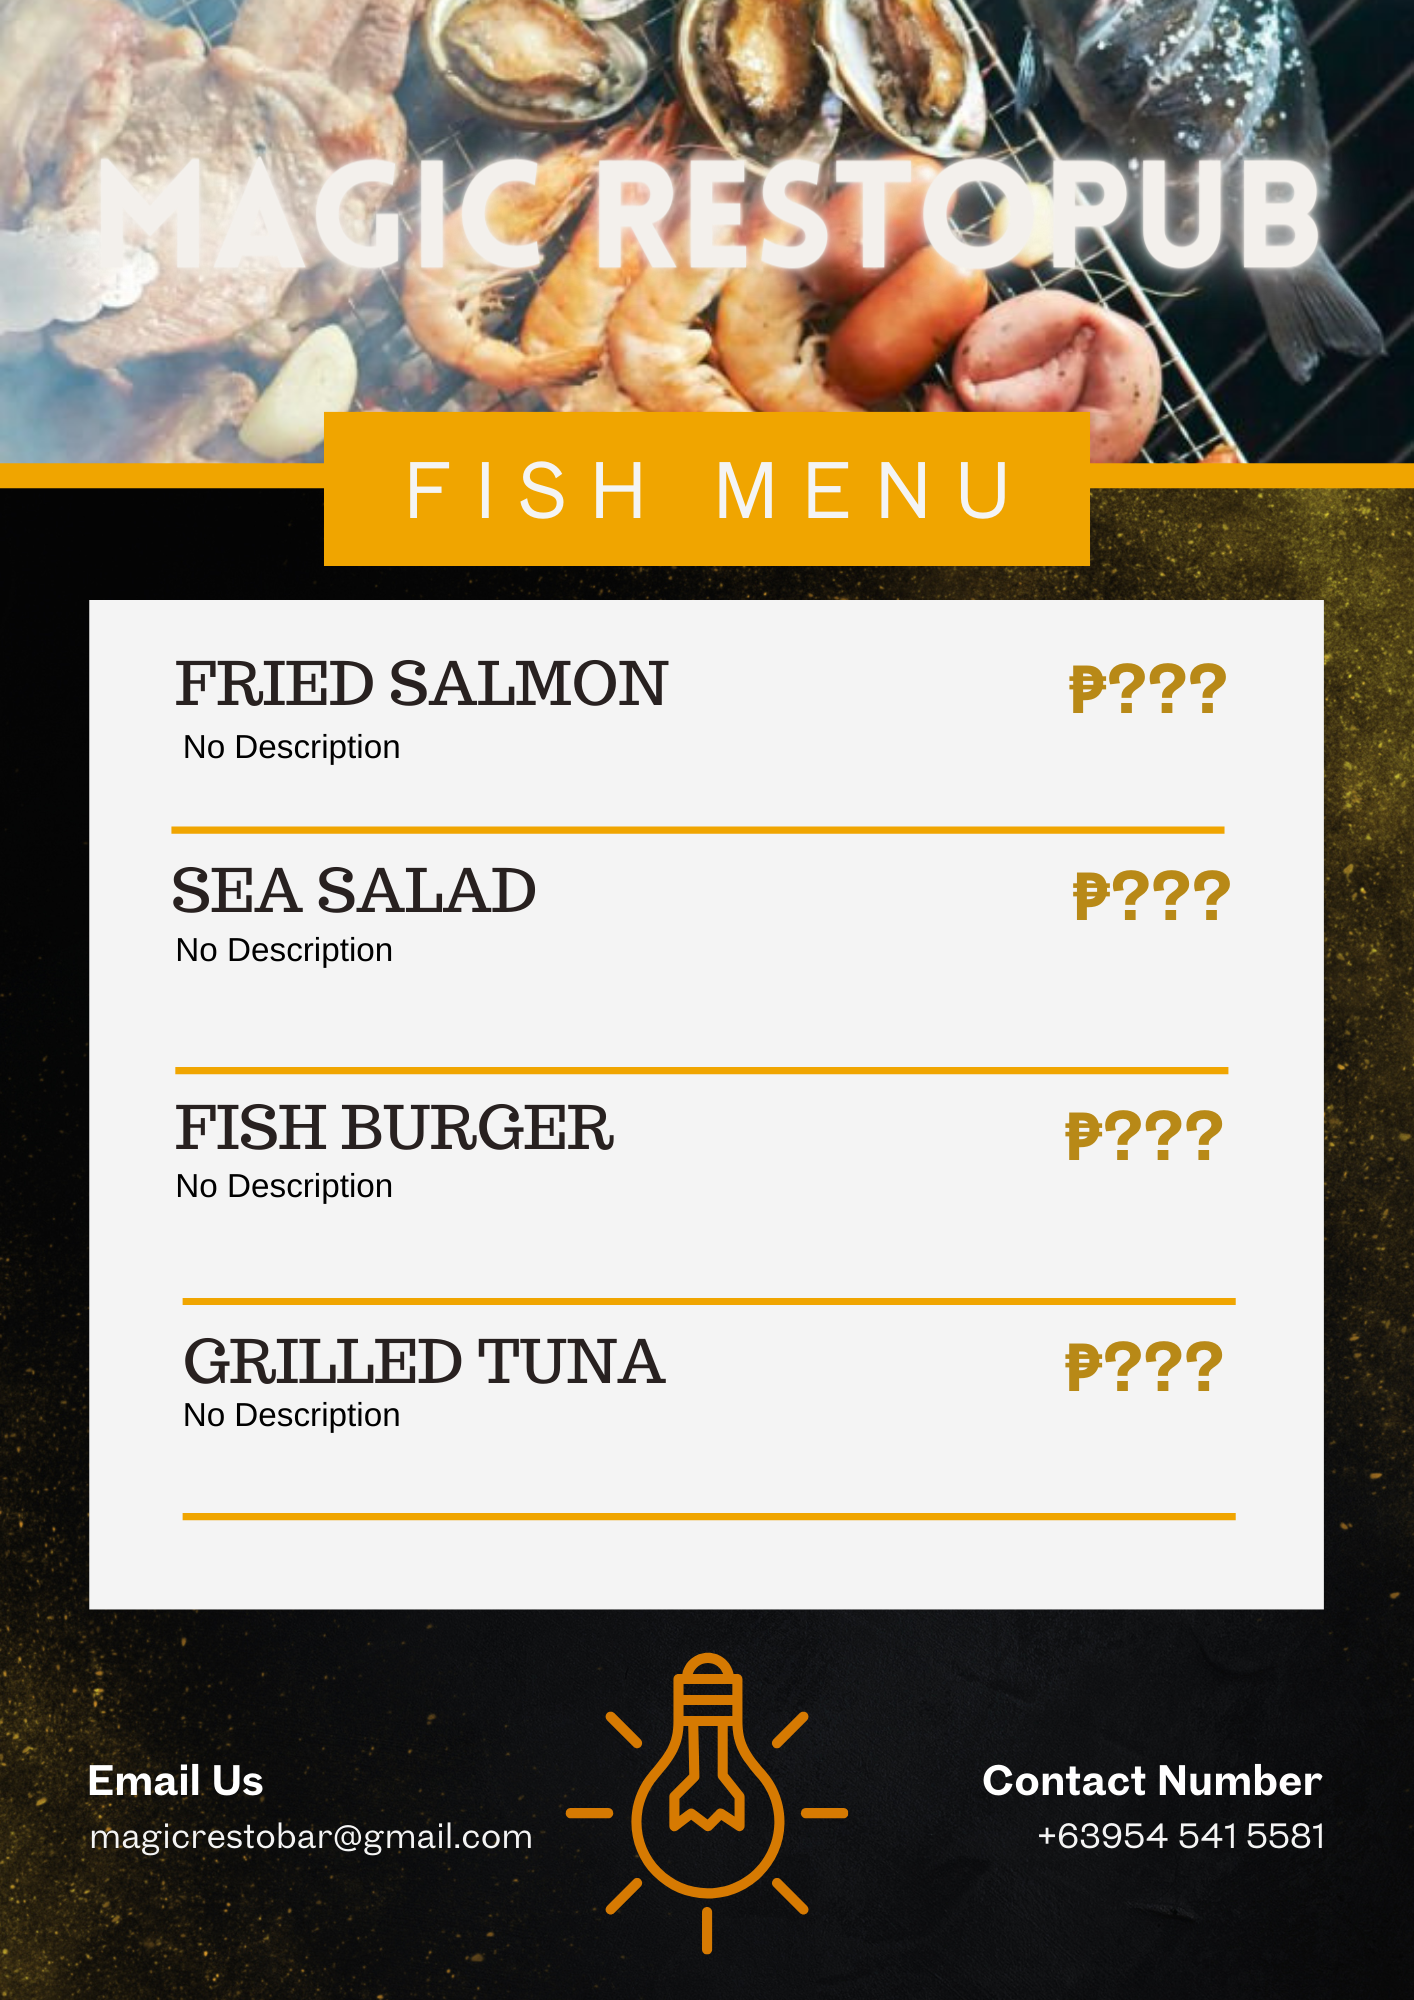 MAGIC RESTOPUB
FISH MENU
FRIED SALMON ₱???
No Description
SEA SALAD ₱???
No Description
FISH BURGER ₱???
No Description
GRILLED TUNA ₱???
No Description
Email Us
magicrestobar@gmail.com
Contact Number
+63954 541 5581